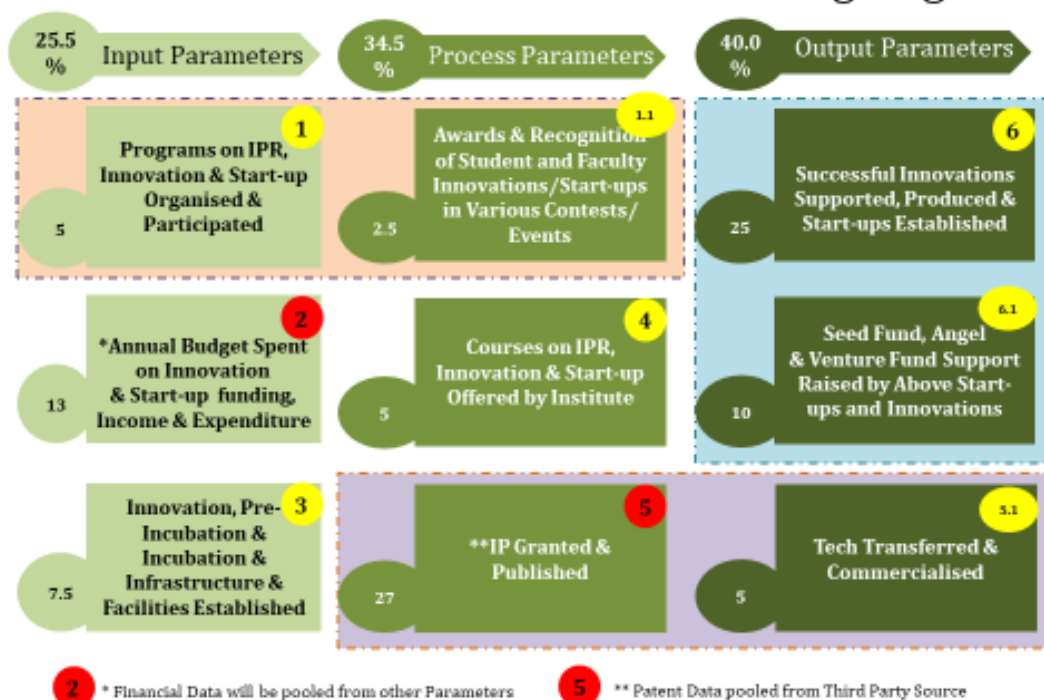 25.5
%
Input Parameters
34.5
%
Process Parameters
40.0
%
Output Parameters
1
Programs on IPR,
Innovation & Start-up
Organised &
Participated
5
1.1
Awards & Recognition
of Student and Faculty
Innovations/Start-ups
in Various Contests/
Events
2.5
6
Successful Innovations
Supported, Produced &
Start-ups Established
25
2
*Annual Budget Spent
on Innovation
& Start-up funding,
Income & Expenditure
13
4
Courses on IPR,
Innovation & Start-up
Offered by Institute
5
6.1
Seed Fund, Angel
& Venture Fund Support
Raised by Above Start-
ups and Innovations
10
3
Innovation, Pre-
Incubation &
Incubation &
Infrastructure &
Facilities Established
7.5
5
**IP Granted &
Published
27
5.1
Tech Transferred &
Commercialised
5
2 * Financial Data will be pooled from other Parameters
5 ** Patent Data pooled from Third Party Source